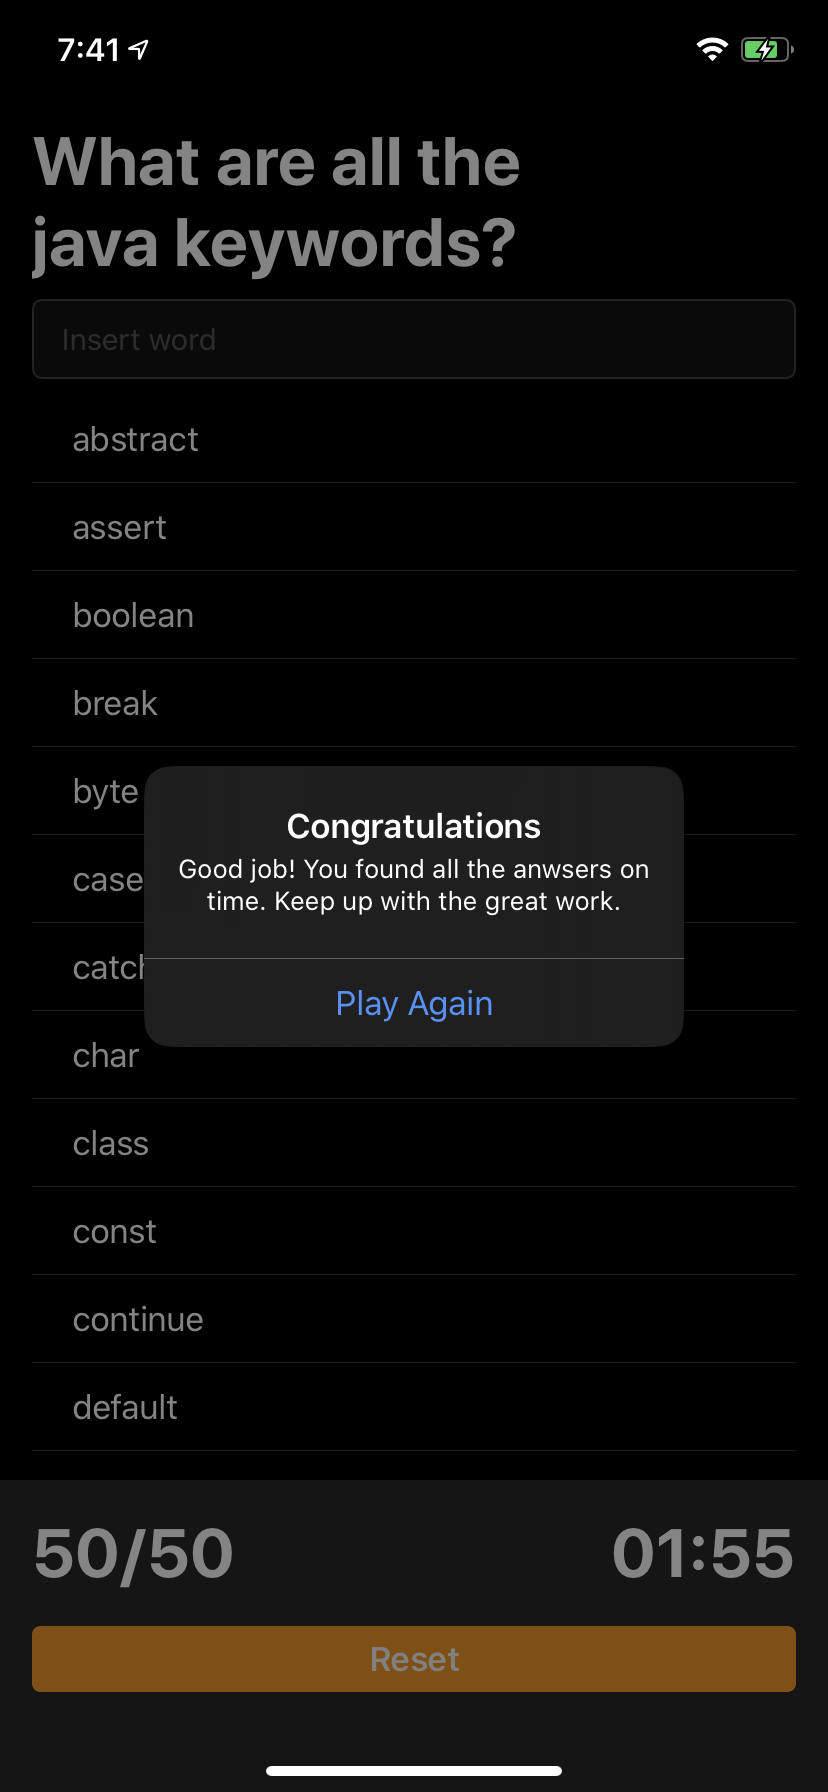 7:41
What are all the
java keywords?
Insert word
abstract
assert
boolean
break
byte
case
catch
char
class
const
continue
default
Congratulations
Good job! You found all the anwsers on
time. Keep up with the great work.
Play Again
50/50
01:55
Reset